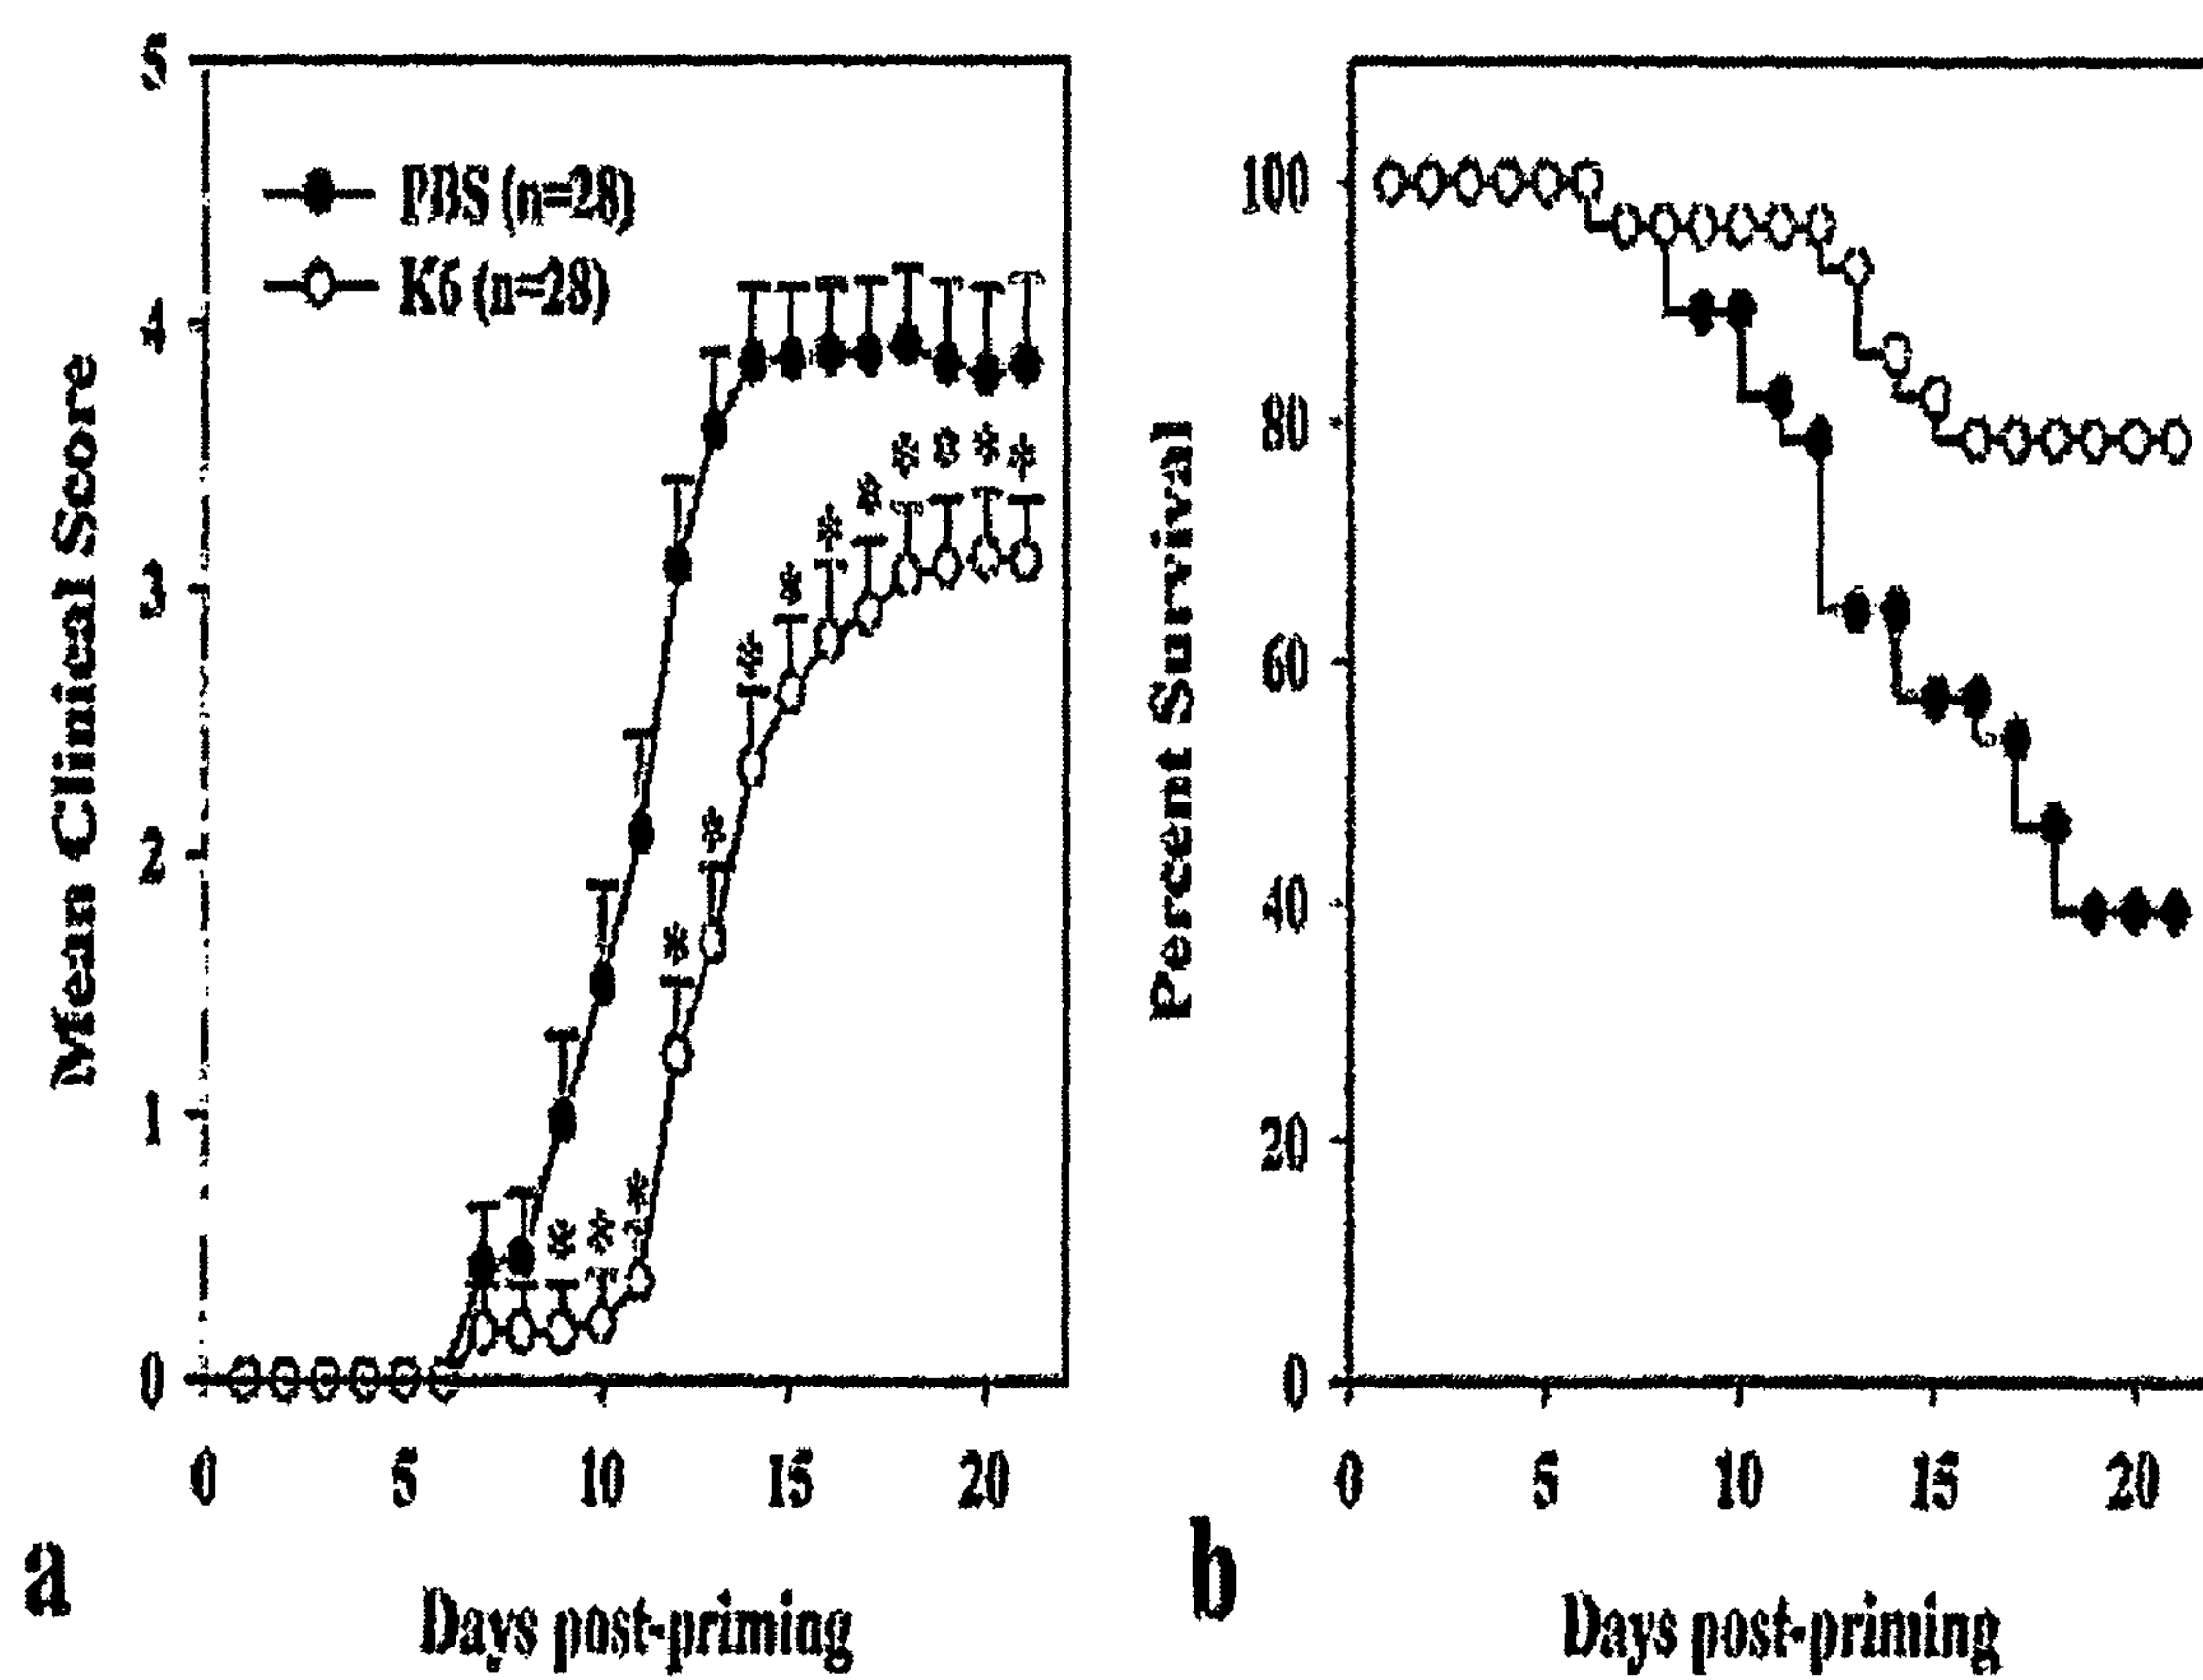 5
4
3
2
1
0
Mean Clinical Score
PBS (n=28)
K6 (n=28)
0 5 10 15 20
Days post-priming
a
100
80
60
40
20
0
Percent Survival
0 5 10 15 20
Days post-priming
b